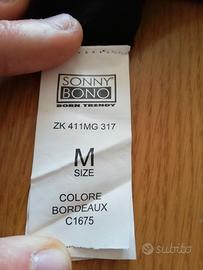 SONNY
BONO
BORN.TRENDY
ZK 411MG 317
M
SIZE
COLORE
BORDEAUX
C1675
subito